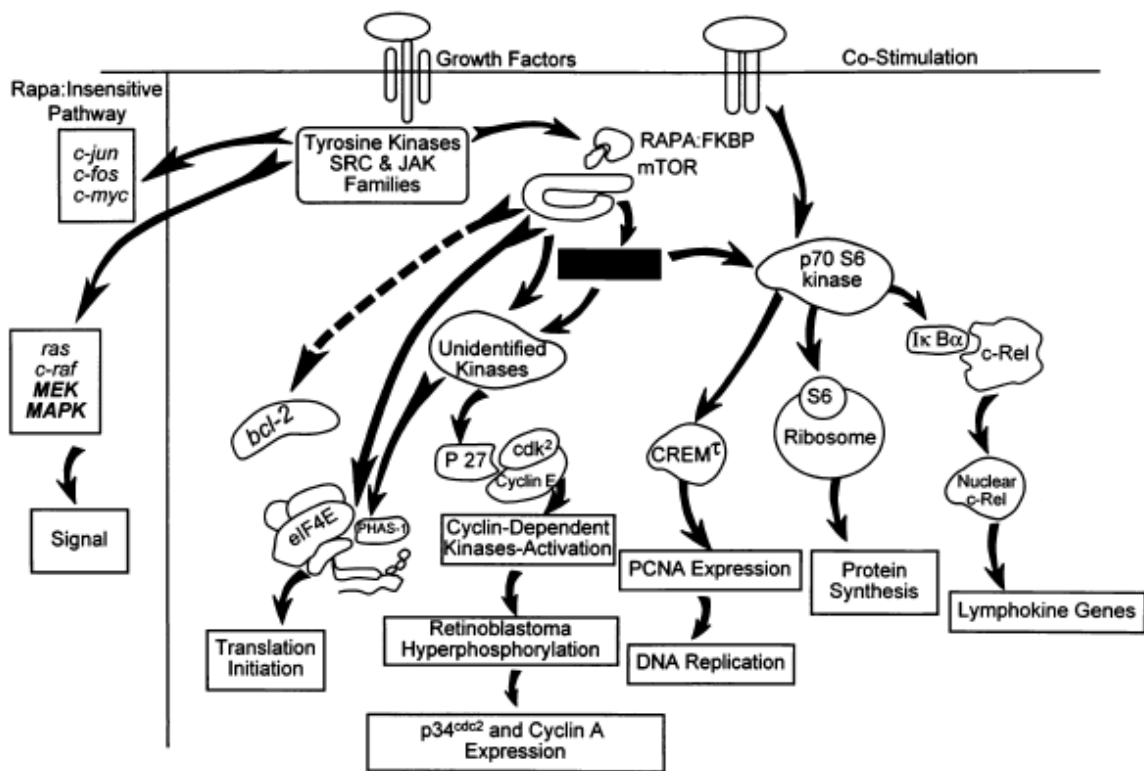 Growth Factors
Co-Stimulation
Rapa:Insensitive
Pathway
c-jun
c-fos
c-myc
Tyrosine Kinases
SRC & JAK
Families
RAPA:FKBP
mTOR
p70 S6
kinase
Iκ Bα
c-Rel
ras
c-raf
MEK
MAPK
Unidentified
Kinases
bcl-2
S6
Ribosome
P 27
cdk²
Cyclin E
CREMτ
Nuclear
c-Rel
eIF4E
PHAS-1
Signal
Cyclin-Dependent
Kinases-Activation
PCNA Expression
Protein
Synthesis
Lymphokine Genes
Translation
Initiation
Retinoblastoma
Hyperphosphorylation
DNA Replication
p34ᶜᵈᶜ² and Cyclin A
Expression